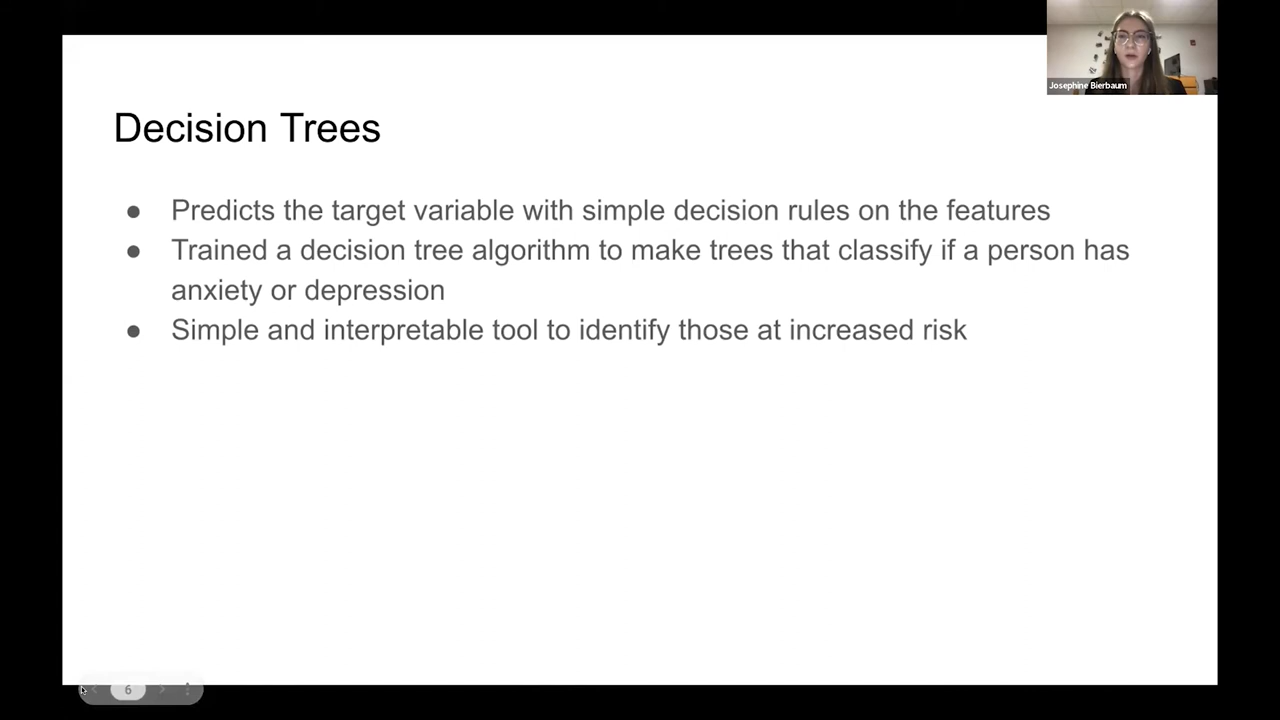 Josephine Bierbaum
Decision Trees
● Predicts the target variable with simple decision rules on the features
● Trained a decision tree algorithm to make trees that classify if a person has
anxiety or depression
● Simple and interpretable tool to identify those at increased risk
6